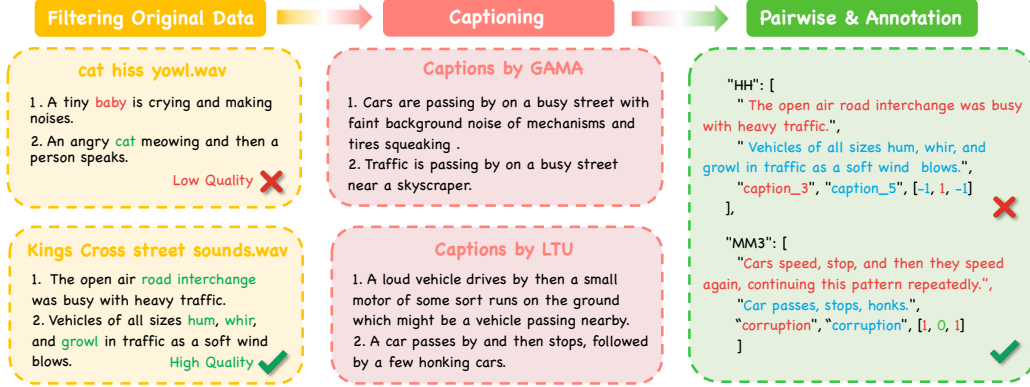 Filtering Original Data
Captioning
Pairwise & Annotation
cat hiss yowl.wav
1. A tiny baby is crying and making
noises.
2. An angry cat meowing and then a
person speaks.
Low Quality
Kings Cross street sounds.wav
1. The open air road interchange
was busy with heavy traffic.
2. Vehicles of all sizes hum, whir,
and growl in traffic as a soft wind
blows.
High Quality
Captions by GAMA
1. Cars are passing by on a busy street with
faint background noise of mechanisms and
tires squeaking .
2. Traffic is passing by on a busy street
near a skyscraper.
Captions by LTU
1. A loud vehicle drives by then a small
motor of some sort runs on the ground
which might be a vehicle passing nearby.
2. A car passes by and then stops, followed
by a few honking cars.
"HH": [
" The open air road interchange was busy
with heavy traffic.",
" Vehicles of all sizes hum, whir, and
growl in traffic as a soft wind blows.",
"caption_3", "caption_5", [-1, 1, -1]
],
"MM3": [
"Cars speed, stop, and then they speed
again, continuing this pattern repeatedly.",
"Car passes, stops, honks.",
"corruption", "corruption", [1, 0, 1]
]